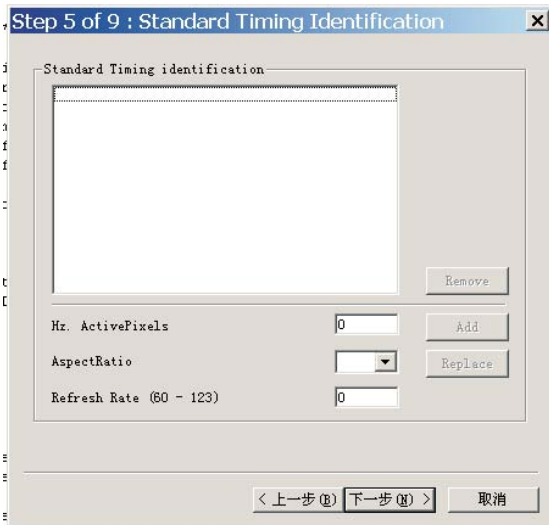 Step 5 of 9 : Standard Timing Identification
Standard Timing identification
Remove
Hz. ActivePixels
0
Add
AspectRatio
Replace
Refresh Rate (60 - 123)
0
< 上一步(B)
下一步(N) >
取消